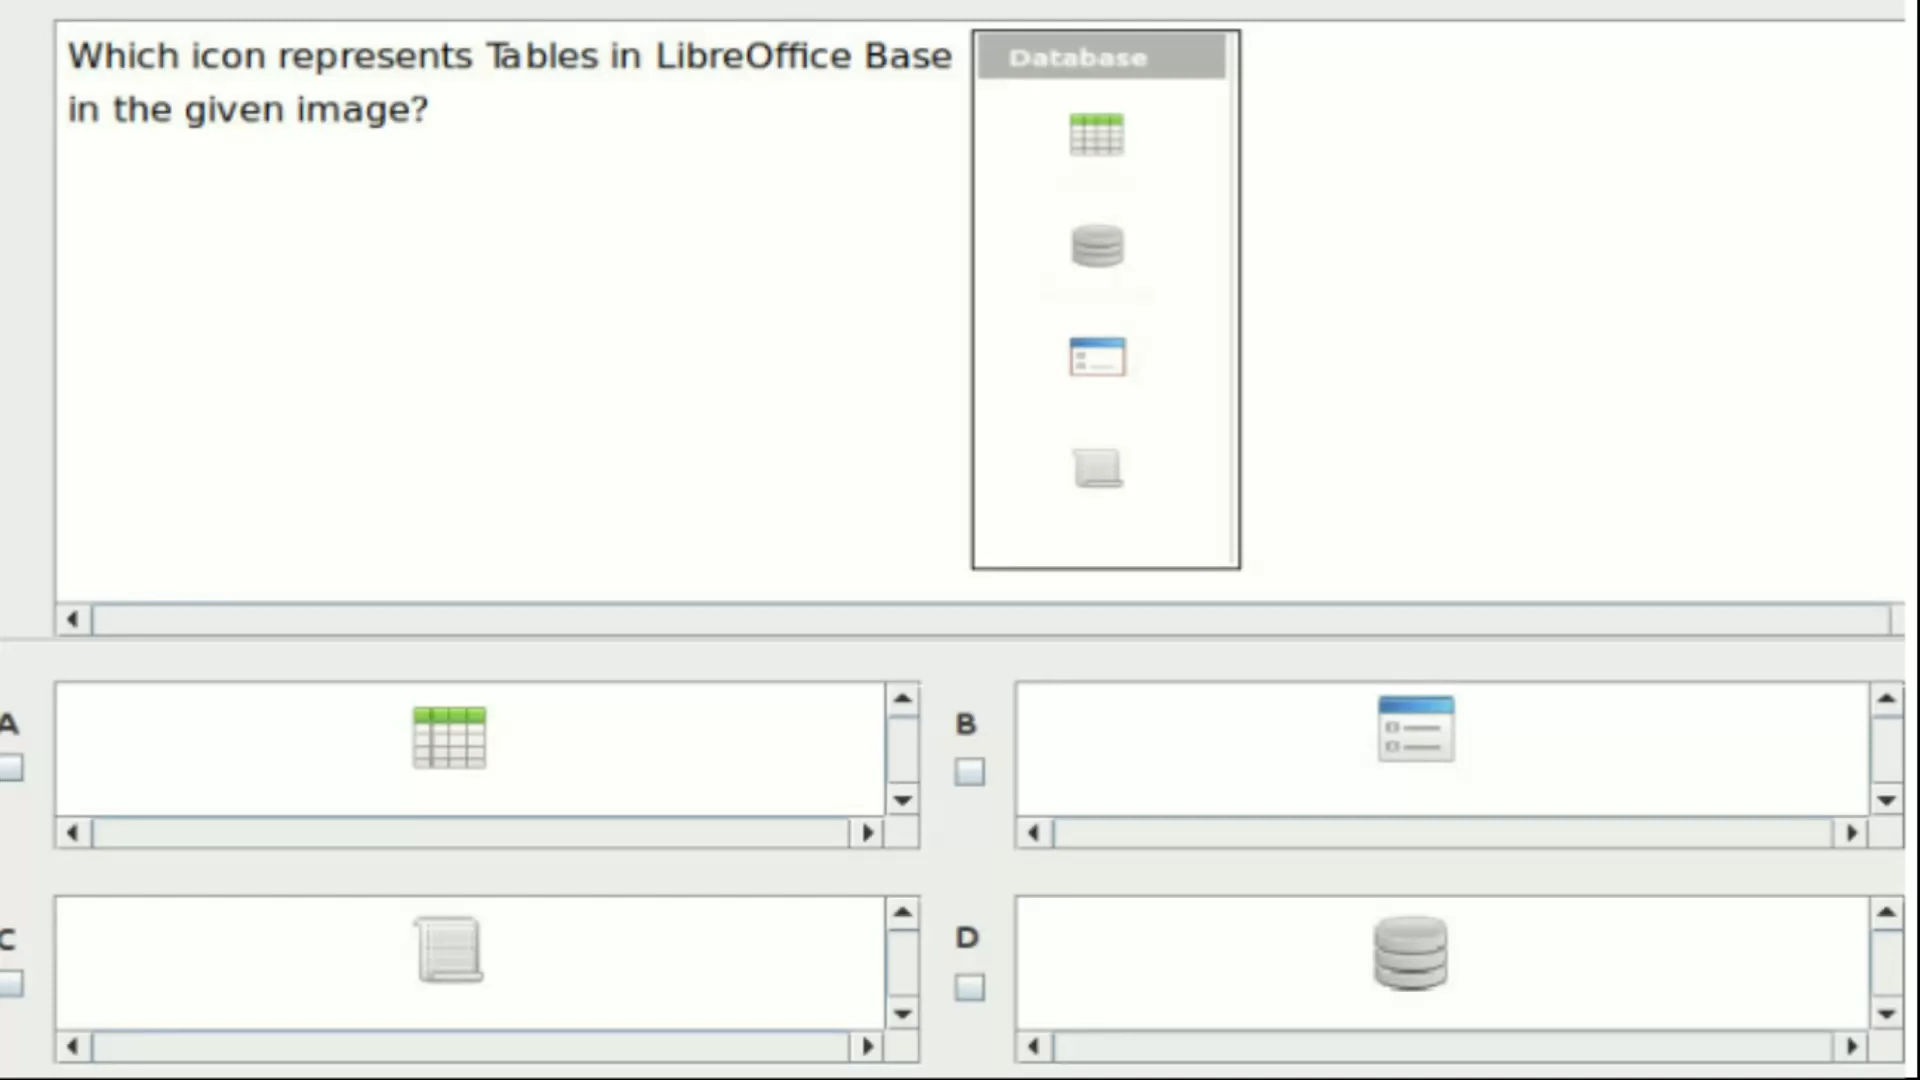 Which icon represents Tables in LibreOffice Base
in the given image?
Database
A
B
C
D